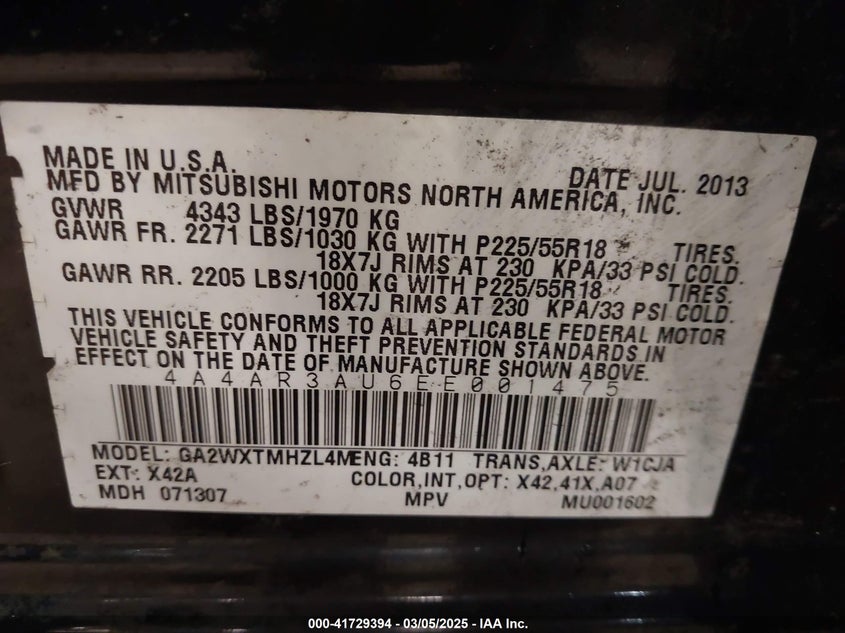 MADE IN U.S.A. DATE JUL. 2013
MFD BY MITSUBISHI MOTORS NORTH AMERICA, INC.
GVWR 4343 LBS/1970 KG
GAWR FR. 2271 LBS/1030 KG WITH P225/55R18 TIRES.
18X7J RIMS AT 230 KPA/33 PSI COLD.
GAWR RR. 2205 LBS/1000 KG WITH P225/55R18 TIRES.
18X7J RIMS AT 230 KPA/33 PSI COLD.
THIS VEHICLE CONFORMS TO ALL APPLICABLE FEDERAL MOTOR
VEHICLE SAFETY AND THEFT PREVENTION STANDARDS IN
EFFECT ON THE DATE OF MANUFACTURE SHOWN ABOVE.
4A4AR3AU6EE001475
MODEL: GA2WXTMHZL4M ENG: 4B11 TRANS,AXLE: W1CJA
EXT: X42A COLOR,INT,OPT: X42,41X,A07
MDH 071307 MPV MU001602
000-41729394 — 03/05/2025 — IAA Inc.